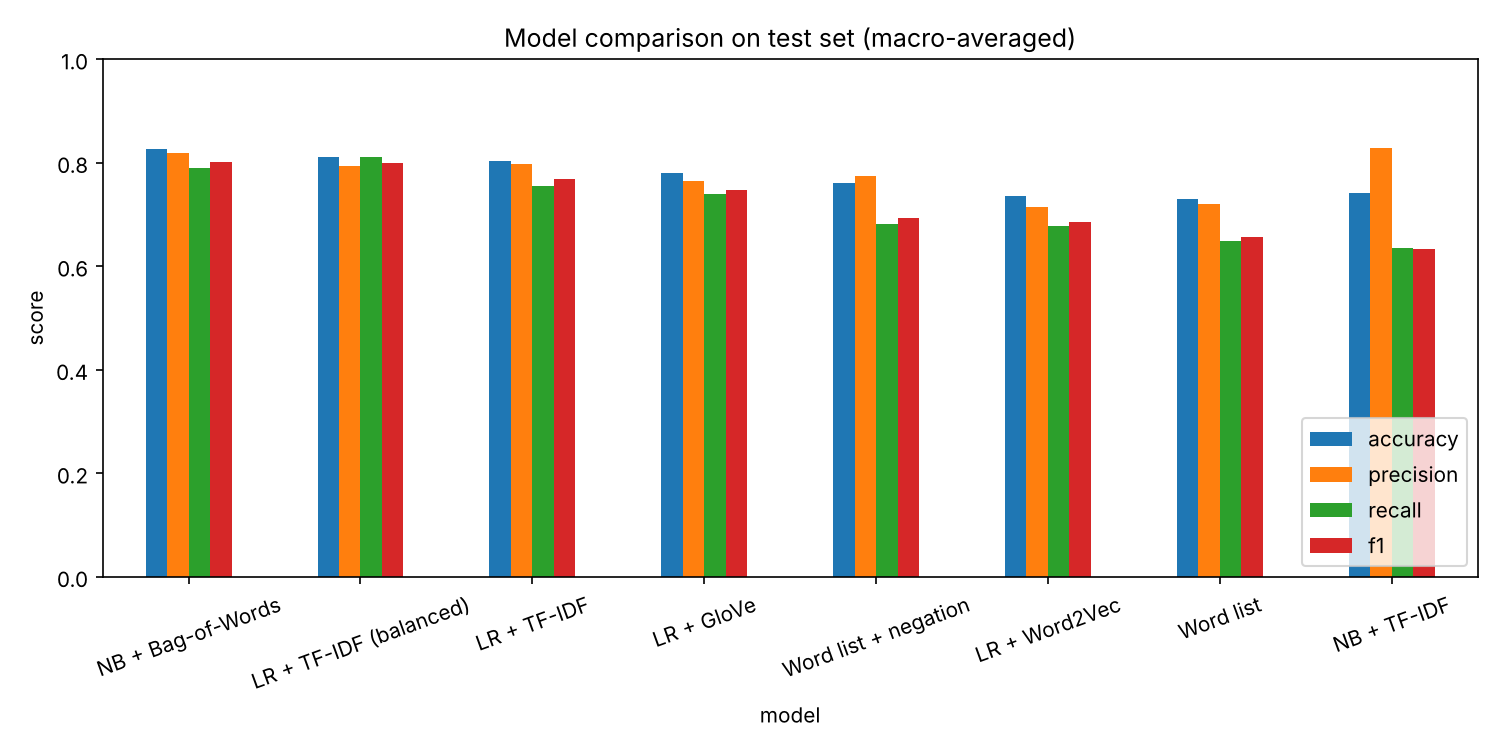 Model comparison on test set (macro-averaged)
1.0
0.8
0.6
0.4
0.2
0.0
score
accuracy
precision
recall
f1
NB + Bag-of-Words
LR + TF-IDF (balanced)
LR + TF-IDF
LR + GloVe
Word list + negation
LR + Word2Vec
Word list
NB + TF-IDF
model